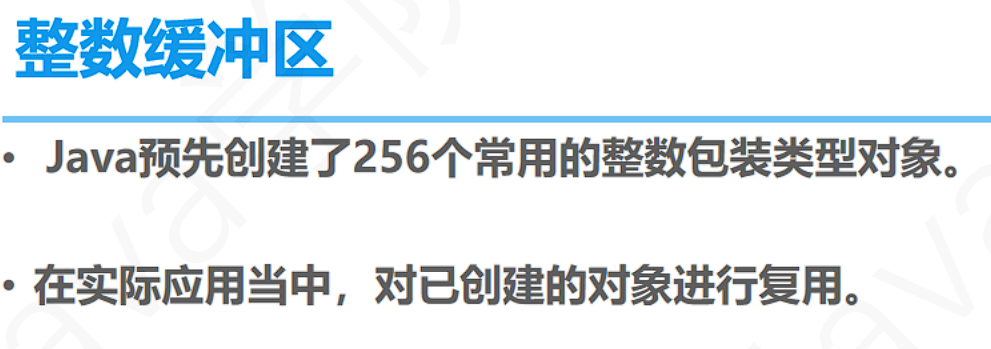 整数缓冲区
• Java预先创建了256个常用的整数包装类型对象。
• 在实际应用当中，对已创建的对象进行复用。